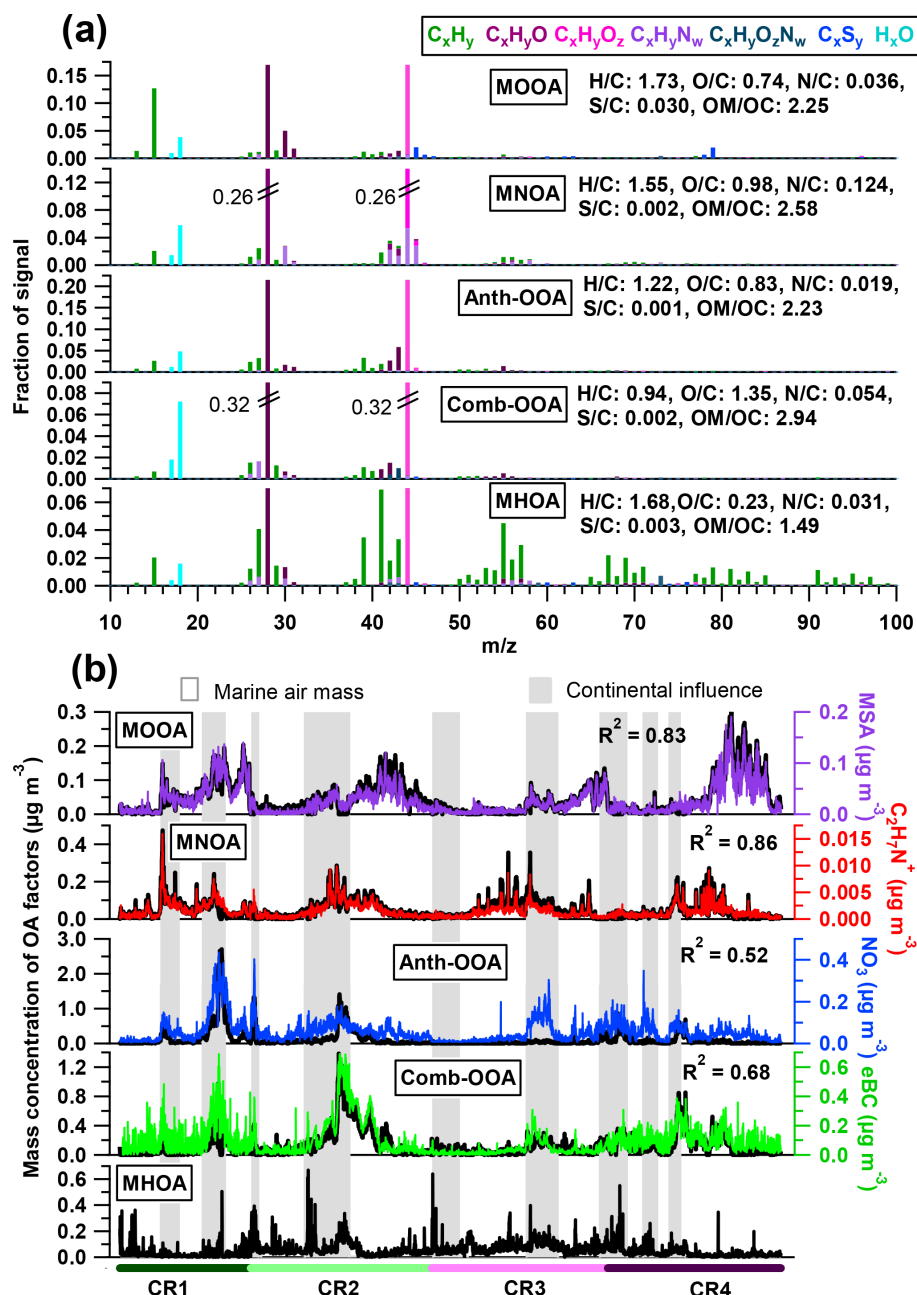 (a)
CxHy CxHyO CxHyOz CxHyNw CxHyOzNw CxSy HxO
MOOA
H/C: 1.73, O/C: 0.74, N/C: 0.036,
S/C: 0.030, OM/OC: 2.25
0.15
0.10
0.05
0.00
MNOA
H/C: 1.55, O/C: 0.98, N/C: 0.124,
S/C: 0.002, OM/OC: 2.58
0.26
0.26
0.12
0.08
0.04
0.00
Anth-OOA
H/C: 1.22, O/C: 0.83, N/C: 0.019,
S/C: 0.001, OM/OC: 2.23
0.20
0.15
0.10
0.05
0.00
Comb-OOA
H/C: 0.94, O/C: 1.35, N/C: 0.054,
S/C: 0.002, OM/OC: 2.94
0.32
0.32
0.08
0.06
0.04
0.02
0.00
MHOA
H/C: 1.68,O/C: 0.23, N/C: 0.031,
S/C: 0.003, OM/OC: 1.49
0.06
0.04
0.02
0.00
Fraction of signal
10 20 30 40 50 60 70 80 90 100
m/z
(b)
Marine air mass
Continental influence
MOOA
R² = 0.83
0.3
0.2
0.1
0.0
0.2
0.1
0.0
MSA (µg m⁻³)
MNOA
R² = 0.86
0.4
0.2
0.0
0.015
0.010
0.005
0.000
C₂H₇N⁺ (µg m⁻³)
Anth-OOA
R² = 0.52
3.0
2.0
1.0
0.0
0.4
0.2
0.0
NO₃ (µg m⁻³)
Comb-OOA
R² = 0.68
1.2
0.8
0.4
0.0
0.6
0.4
0.2
0.0
eBC (µg m⁻³)
MHOA
0.6
0.4
0.2
0.0
Mass concentration of OA factors (µg m⁻³)
CR1 CR2 CR3 CR4